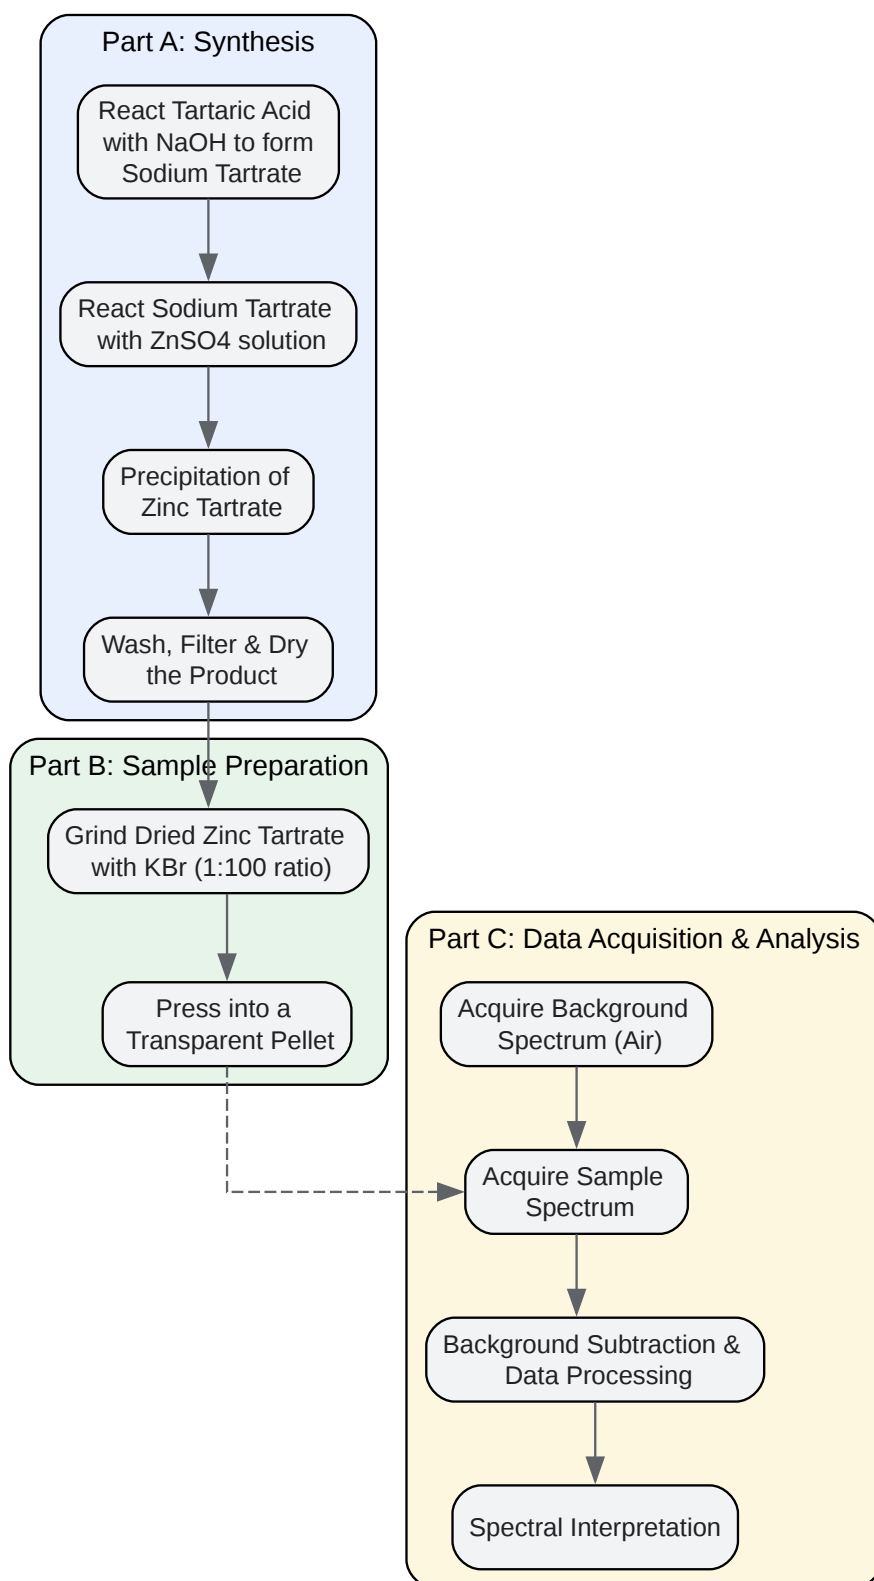 Part A: Synthesis
React Tartaric Acid
with NaOH to form
Sodium Tartrate
React Sodium Tartrate
with ZnSO4 solution
Precipitation of
Zinc Tartrate
Wash, Filter & Dry
the Product
Part B: Sample Preparation
Grind Dried Zinc Tartrate
with KBr (1:100 ratio)
Press into a
Transparent Pellet
Part C: Data Acquisition & Analysis
Acquire Background
Spectrum (Air)
Acquire Sample
Spectrum
Background Subtraction &
Data Processing
Spectral Interpretation